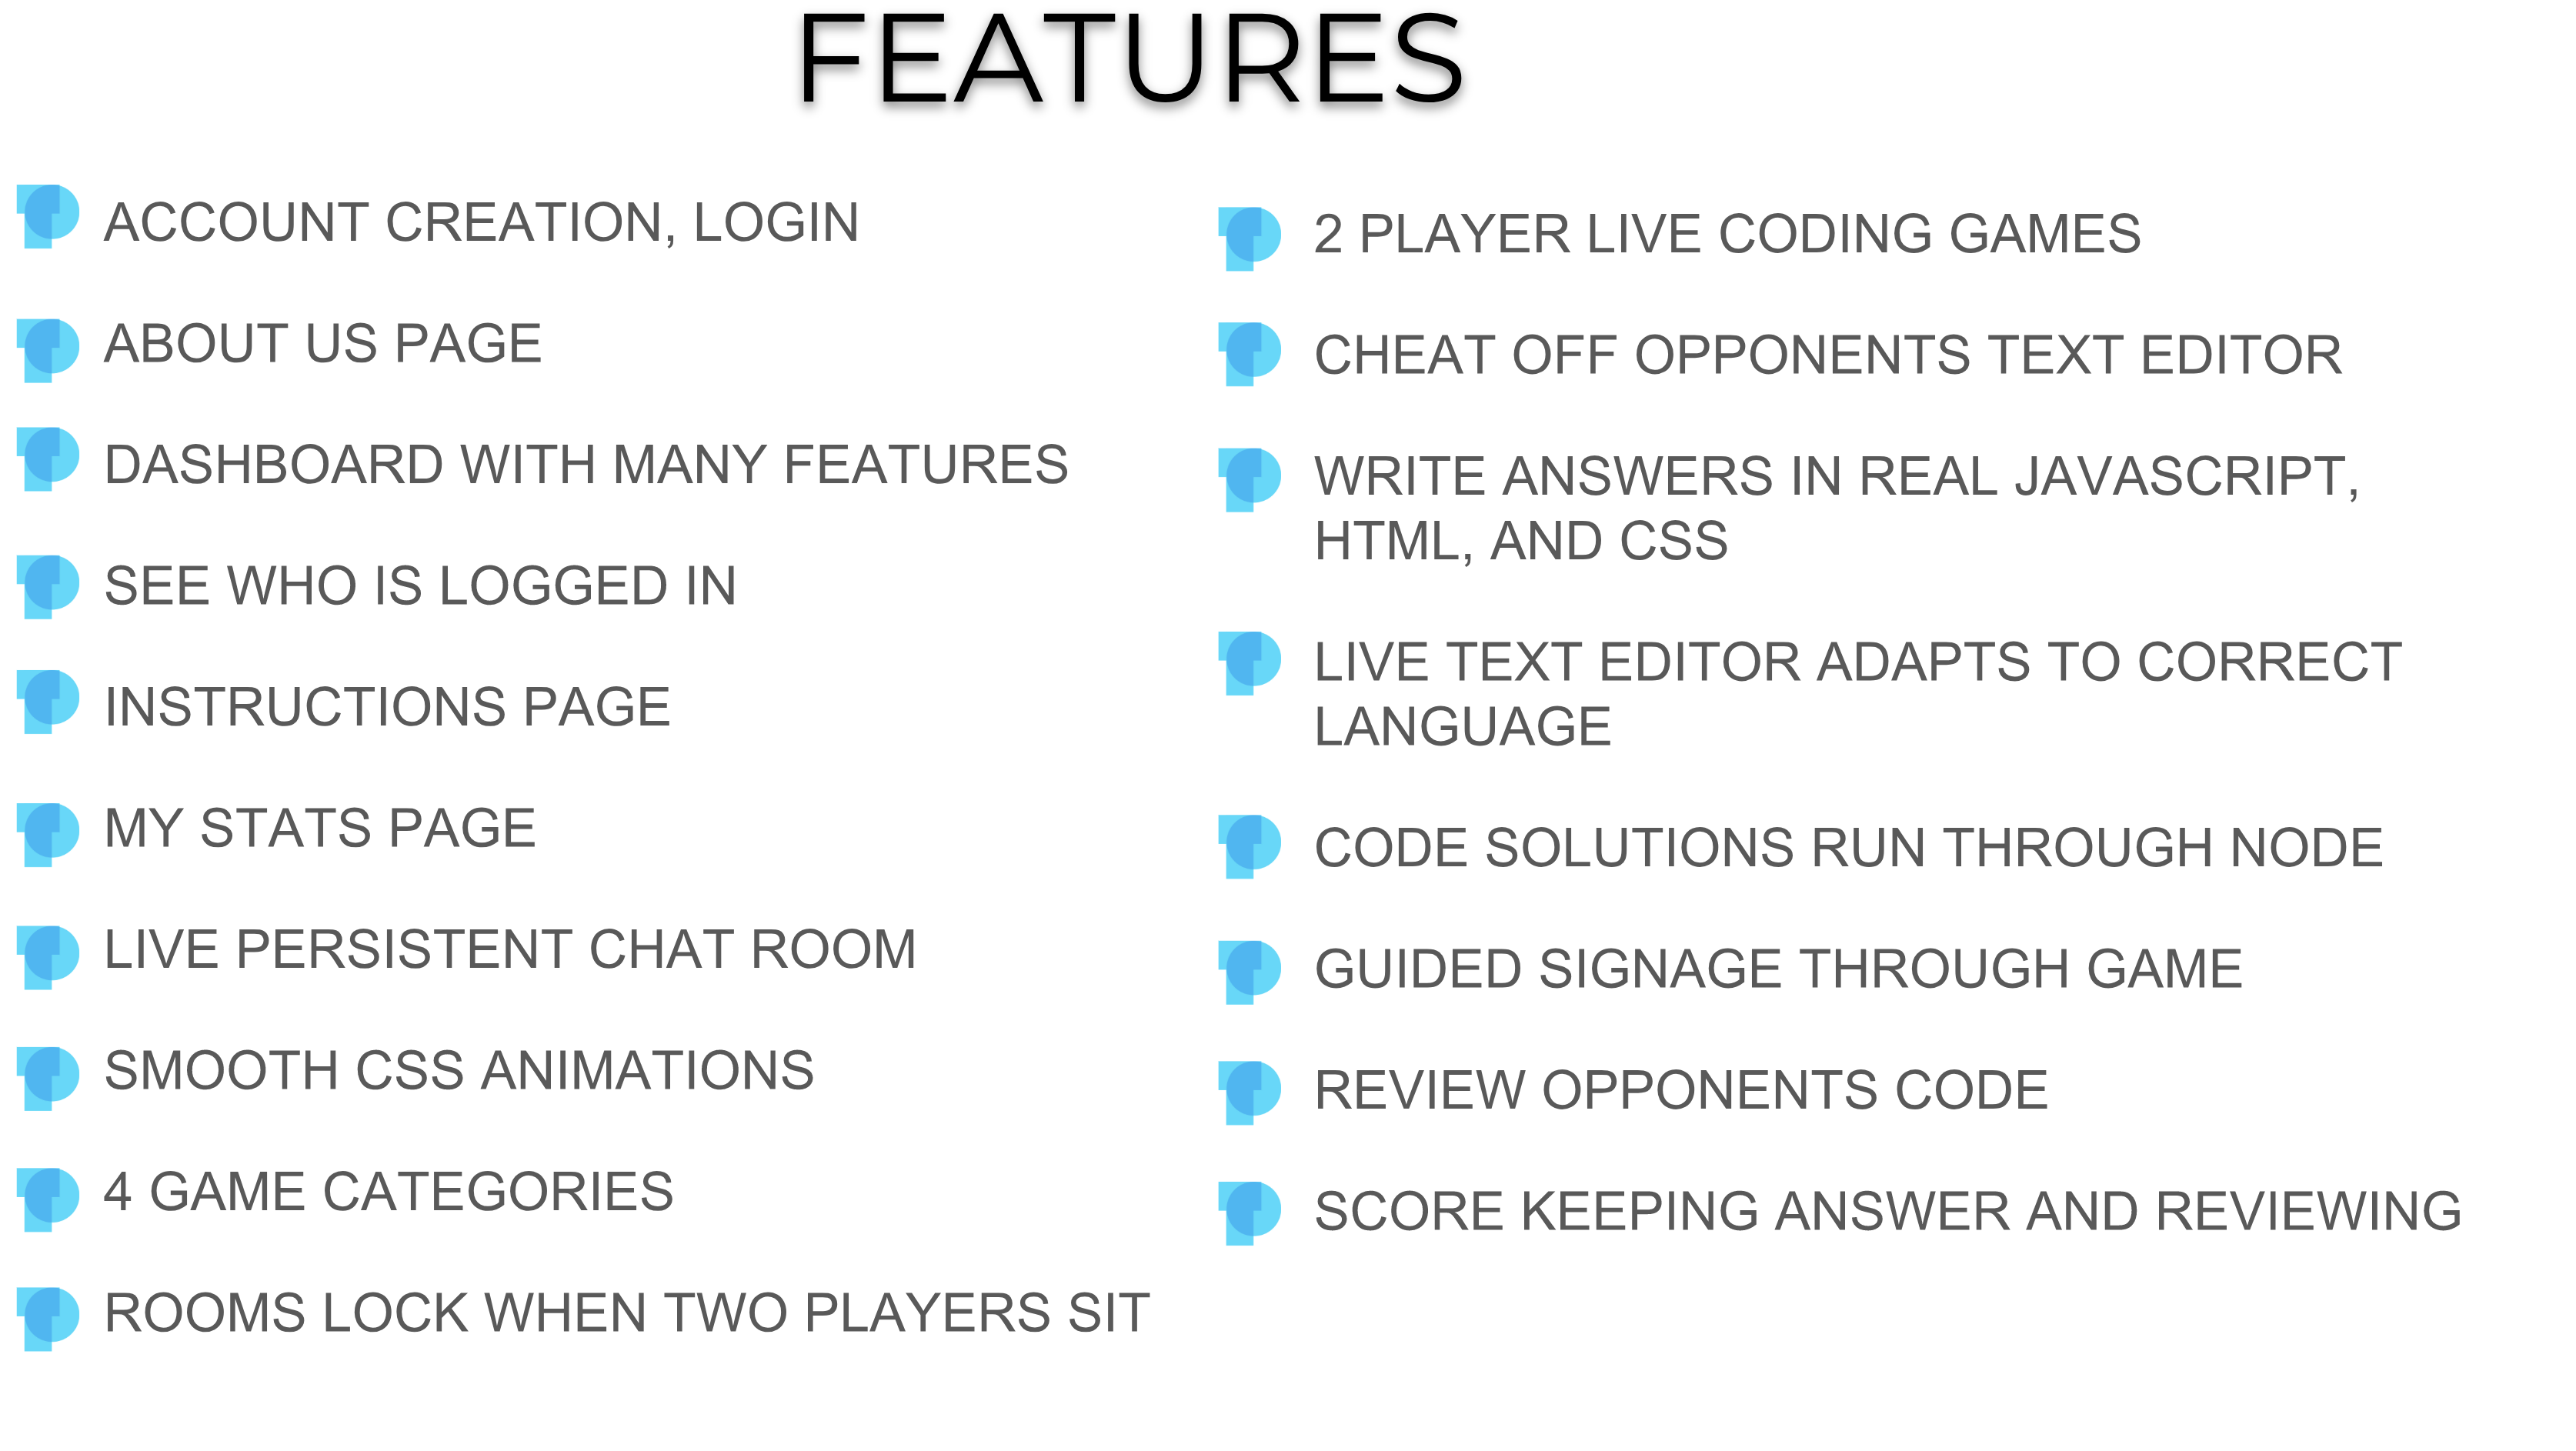 FEATURES
ACCOUNT CREATION, LOGIN
ABOUT US PAGE
DASHBOARD WITH MANY FEATURES
SEE WHO IS LOGGED IN
INSTRUCTIONS PAGE
MY STATS PAGE
LIVE PERSISTENT CHAT ROOM
SMOOTH CSS ANIMATIONS
4 GAME CATEGORIES
ROOMS LOCK WHEN TWO PLAYERS SIT
2 PLAYER LIVE CODING GAMES
CHEAT OFF OPPONENTS TEXT EDITOR
WRITE ANSWERS IN REAL JAVASCRIPT,
HTML, AND CSS
LIVE TEXT EDITOR ADAPTS TO CORRECT
LANGUAGE
CODE SOLUTIONS RUN THROUGH NODE
GUIDED SIGNAGE THROUGH GAME
REVIEW OPPONENTS CODE
SCORE KEEPING ANSWER AND REVIEWING